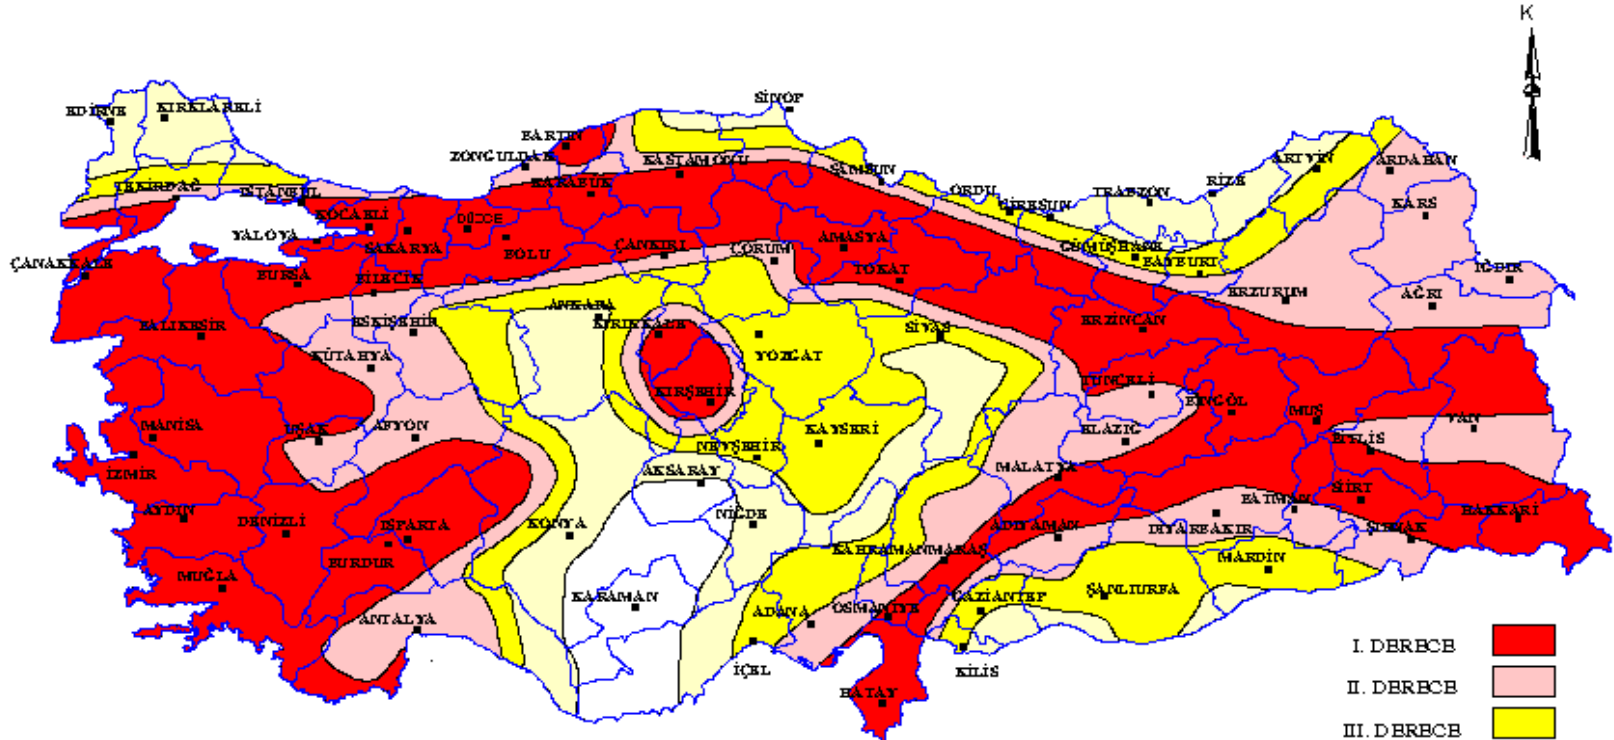 K
SİNOP
EDİRNE
KIRKLARELİ
BARTIN
ZONGULDAK
KASTAMONU
ARTVİN
ARDAHAN
TEKİRDAĞ
İSTANBUL
KARABÜK
SAMSUN
ORDU
GİRESUN
TRABZON
RİZE
KARS
KOCAELİ
DÜZCE
YALOVA
SAKARYA
BOLU
ÇANKIRI
ÇORUM
AMASYA
GÜMÜŞHANE
BAYBURT
ÇANAKKALE
BURSA
BİLECİK
TOKAT
ERZURUM
IĞDIR
AĞRI
ANKARA
BALIKESİR
ESKİŞEHİR
KIRIKKALE
SİVAS
ERZİNCAN
KÜTAHYA
YOZGAT
TUNCELİ
KIRŞEHİR
BİNGÖL
MUŞ
MANİSA
UŞAK
AFYON
KAYSERİ
NEVŞEHİR
ELAZIĞ
BİTLİS
VAN
İZMİR
AKSARAY
MALATYA
SİİRT
BATMAN
AYDIN
DENİZLİ
ISPARTA
KONYA
NİĞDE
ADIYAMAN
DİYARBAKIR
ŞIRNAK
HAKKARİ
BURDUR
KAHRAMANMARAŞ
MARDİN
MUĞLA
KARAMAN
ANTALYA
ADANA
OSMANİYE
GAZİANTEP
ŞANLIURFA
İÇEL
KİLİS
HATAY
I. DERECE
II. DERECE
III. DERECE